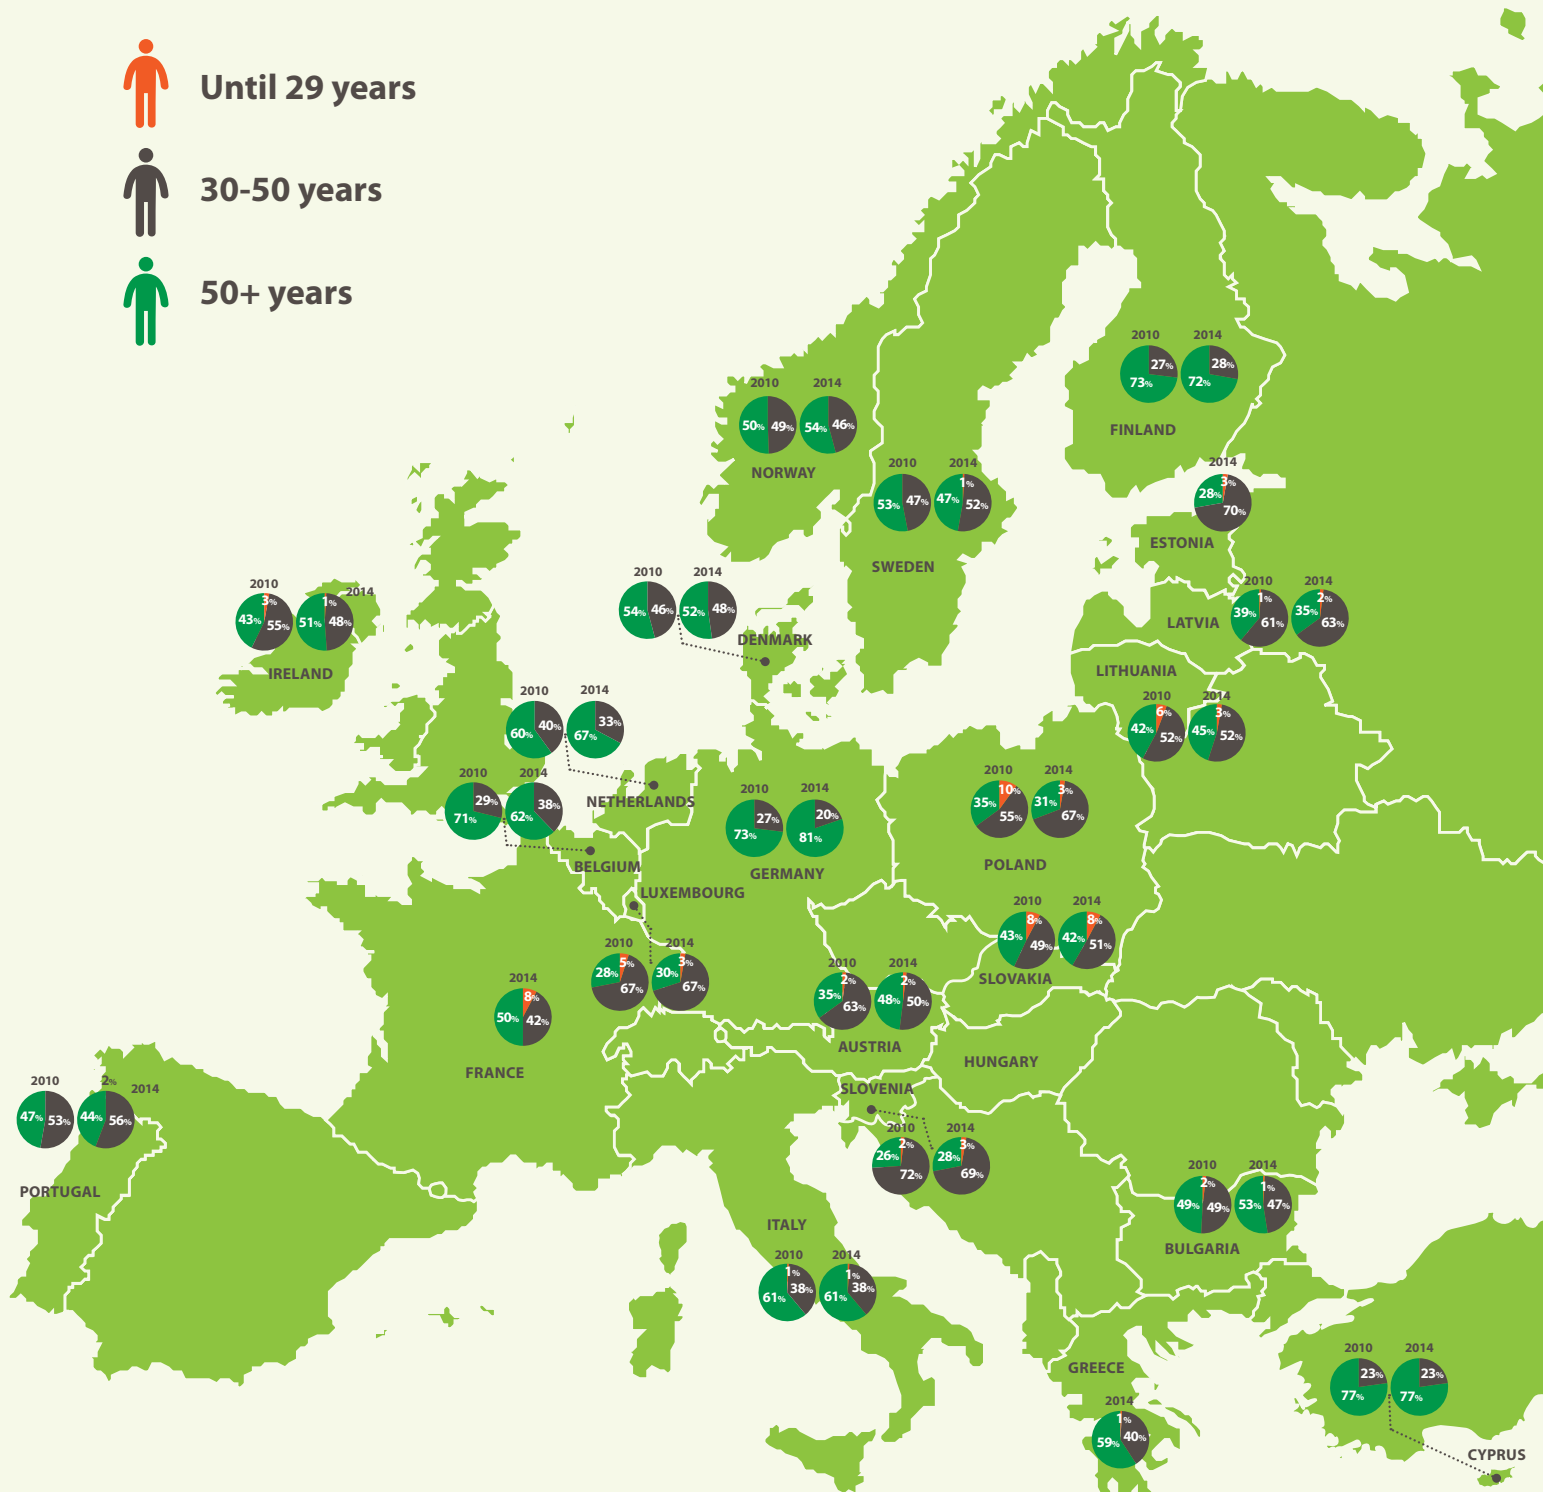 Until 29 years
30-50 years
50+ years
2010 2014
27% 28%
73% 72%
FINLAND
2010 2014
50% 49% 54% 46%
NORWAY
2010 2014
53% 47% 1% 47% 52%
SWEDEN
2014
3%
28%
70%
ESTONIA
2010 2014
3% 1%
43% 55% 51% 48%
IRELAND
2010 2014
54% 46% 52% 48%
DENMARK
2010 2014
1% 2%
39% 61% 35% 63%
LATVIA
LITHUANIA
2010 2014
6% 3%
42% 52% 45% 52%
2010 2014
40% 33%
60% 67%
NETHERLANDS
2010 2014
29% 38%
71% 62%
BELGIUM
2010 2014
27% 20%
73% 81%
GERMANY
2010 2014
10% 3%
35% 55% 31% 67%
POLAND
LUXEMBOURG
2010 2014
5% 3%
28% 67% 30% 67%
2010 2014
8% 8%
43% 49% 42% 51%
SLOVAKIA
2014
8%
50% 42%
FRANCE
2010 2014
2% 2%
35% 63% 48% 50%
AUSTRIA
HUNGARY
SLOVENIA
2010 2014
2% 3%
26% 72% 28% 69%
2010 2% 2014
47% 53% 44% 56%
PORTUGAL
2010 2014
2% 1%
49% 49% 53% 47%
BULGARIA
ITALY
2010 2014
1% 1%
61% 38% 61% 38%
GREECE
2014
1%
59% 40%
2010 2014
23% 23%
77% 77%
CYPRUS